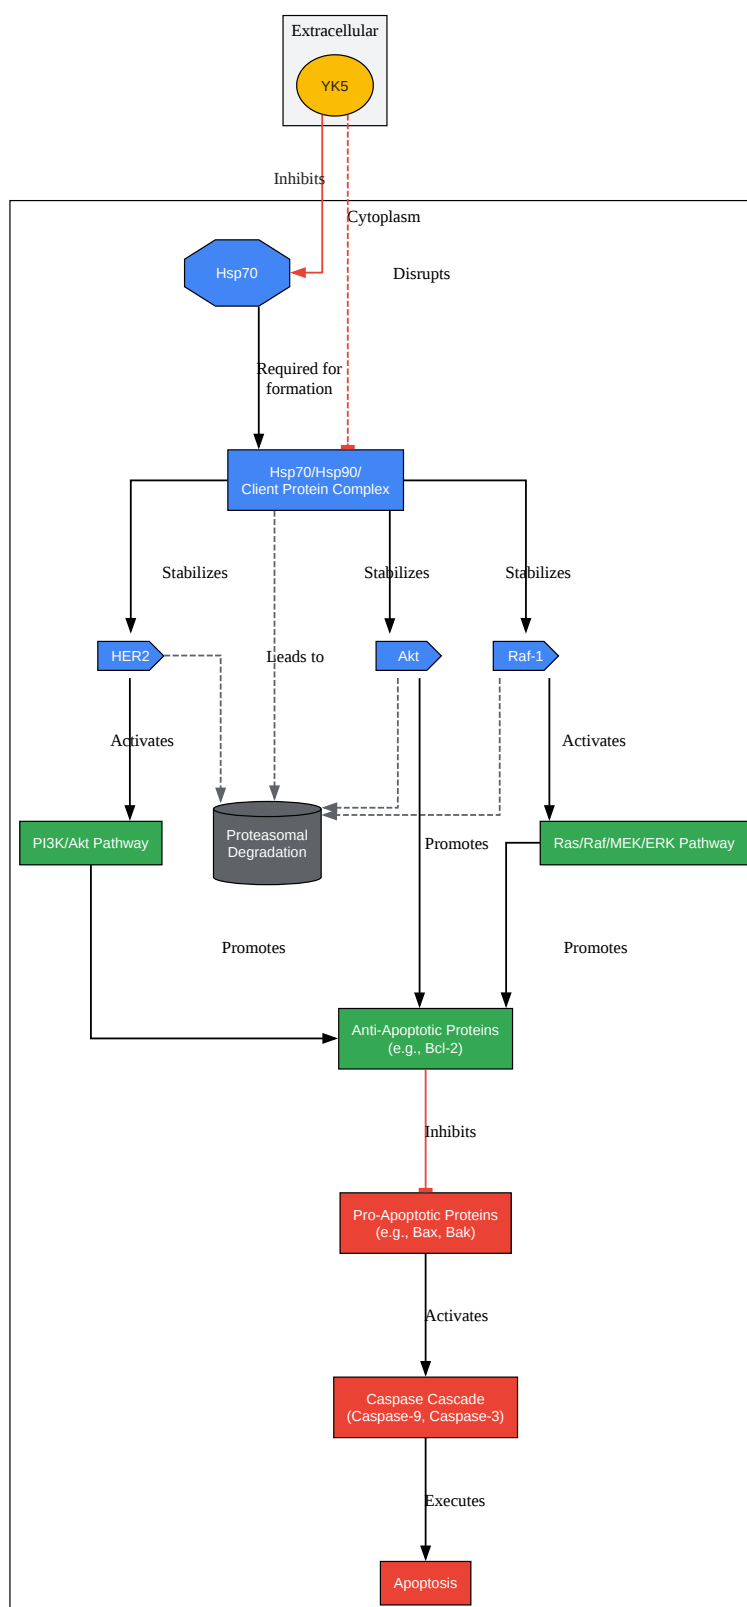 Extracellular
YK5
Inhibits
Cytoplasm
Hsp70
Disrupts
Required for
formation
Hsp70/Hsp90/
Client Protein Complex
Stabilizes
Stabilizes
Stabilizes
HER2
Leads to
Akt
Raf-1
Activates
Activates
Proteasomal
Degradation
PI3K/Akt Pathway
Promotes
Ras/Raf/MEK/ERK Pathway
Promotes
Promotes
Anti-Apoptotic Proteins
(e.g., Bcl-2)
Inhibits
Pro-Apoptotic Proteins
(e.g., Bax, Bak)
Activates
Caspase Cascade
(Caspase-9, Caspase-3)
Executes
Apoptosis